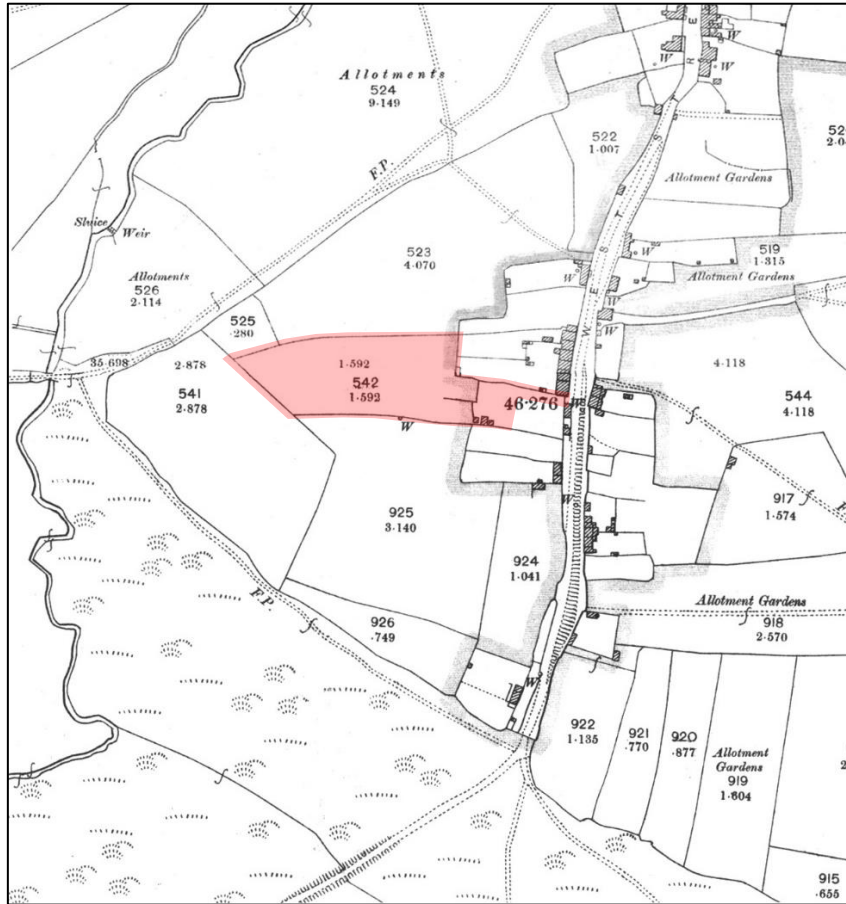 Allotments
524
9·149
F.P.
522
1·007
W
W
W
WEST
S T R E
Allotment Gardens
519
1·315
Allotment Gardens
W
W
W
W
Sluice
Weir
523
4·070
Allotments
526
2·114
525
·280
35·698
2·878
541
2·878
1·592
542
1·592
46·276
W
W
4·118
544
4·118
917
1·574
925
3·140
W
924
1·041
F.P.
926
·749
Allotment Gardens
918
2·570
W
922
1·135
921
·770
920
·877
Allotment
Gardens
919
1·604
915
·655